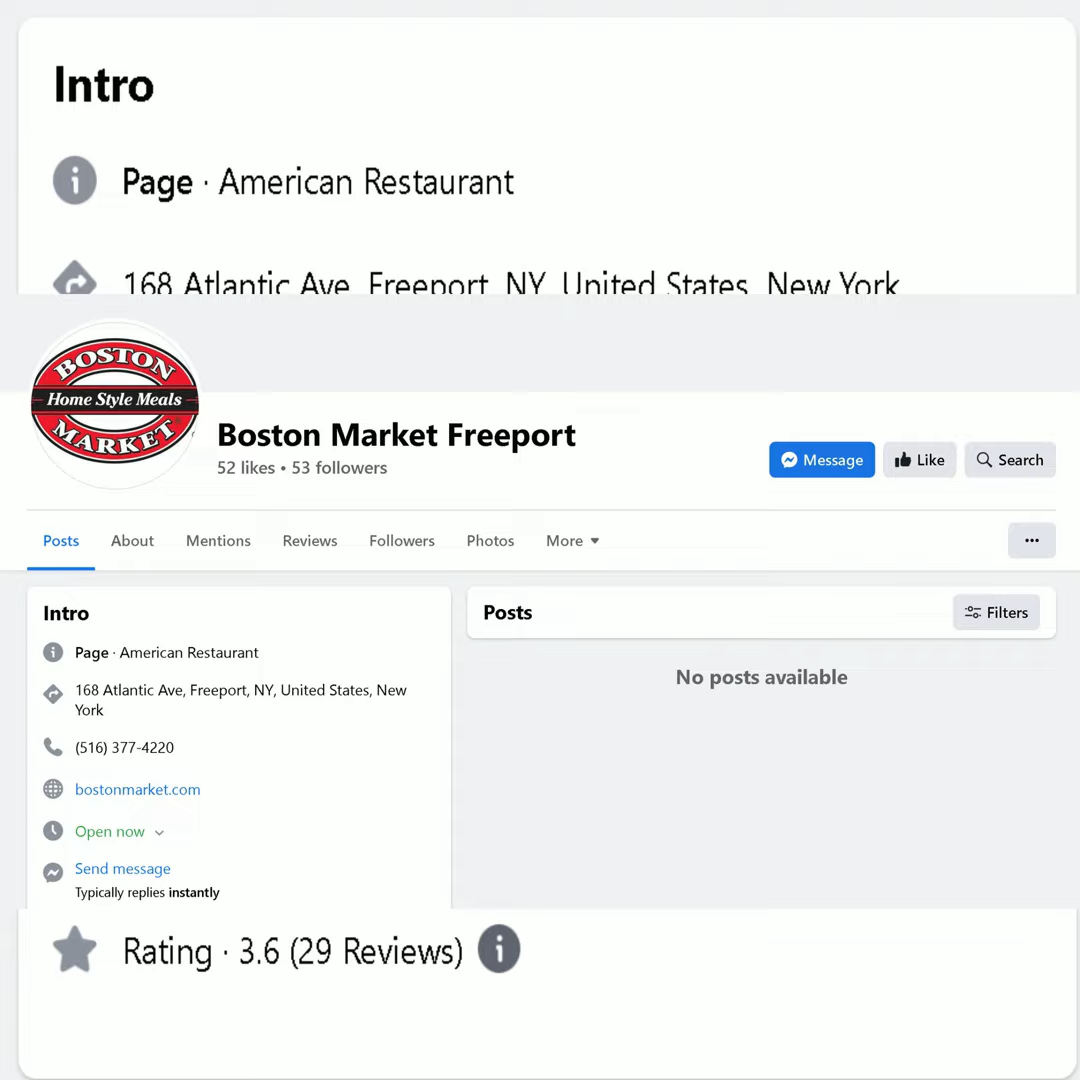 Intro
Page · American Restaurant
168 Atlantic Ave, Freeport, NY, United States, New York
BOSTON
Home Style Meals
MARKET
Boston Market Freeport
52 likes • 53 followers
Message
Like
Search
Posts
About
Mentions
Reviews
Followers
Photos
More
Intro
Page · American Restaurant
168 Atlantic Ave, Freeport, NY, United States, New
York
(516) 377-4220
bostonmarket.com
Open now
Send message
Typically replies instantly
Posts
Filters
No posts available
Rating · 3.6 (29 Reviews)